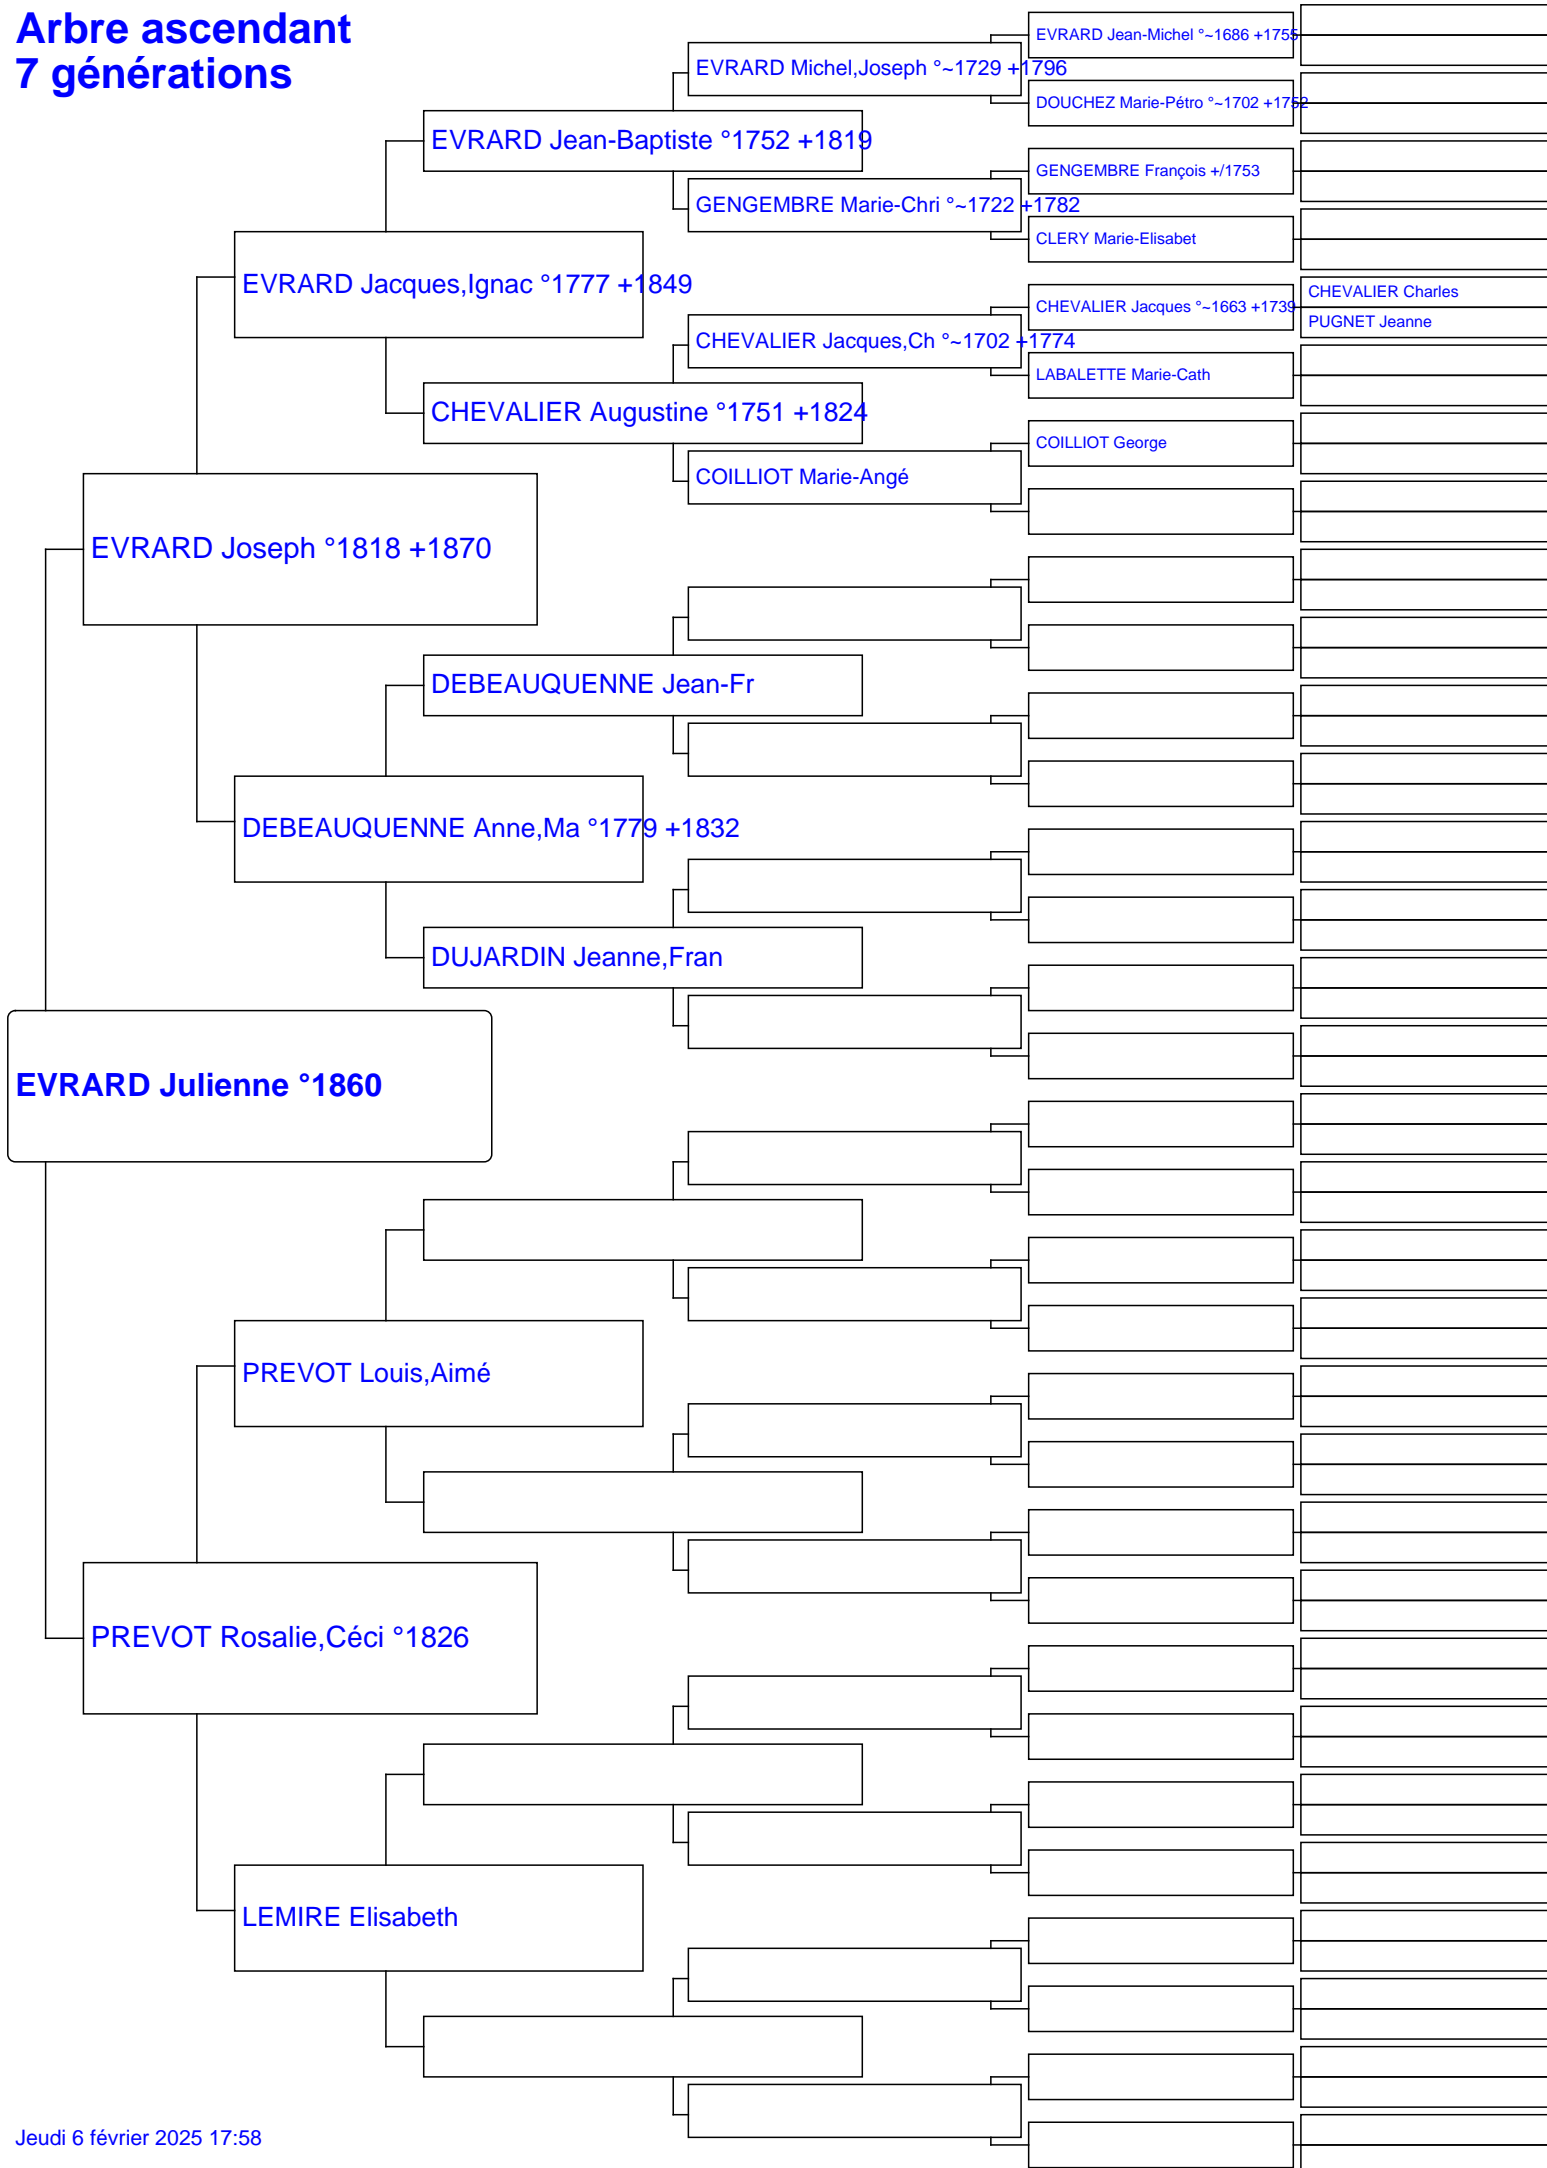 Arbre ascendant
7 générations
EVRARD Jean-Michel °~1686 +1755
EVRARD Michel,Joseph °~1729 +1796
DOUCHEZ Marie-Pétro °~1702 +1752
EVRARD Jean-Baptiste °1752 +1819
GENGEMBRE François +/1753
GENGEMBRE Marie-Chri °~1722 +1782
CLERY Marie-Elisabet
EVRARD Jacques,Ignac °1777 +1849
CHEVALIER Charles
CHEVALIER Jacques °~1663 +1739
PUGNET Jeanne
CHEVALIER Jacques,Ch °~1702 +1774
LABALETTE Marie-Cath
CHEVALIER Augustine °1751 +1824
COILLIOT George
COILLIOT Marie-Angé
EVRARD Joseph °1818 +1870
DEBEAUQUENNE Jean-Fr
DEBEAUQUENNE Anne,Ma °1779 +1832
DUJARDIN Jeanne,Fran
EVRARD Julienne °1860
PREVOT Louis,Aimé
PREVOT Rosalie,Céci °1826
LEMIRE Elisabeth
Jeudi 6 février 2025 17:58